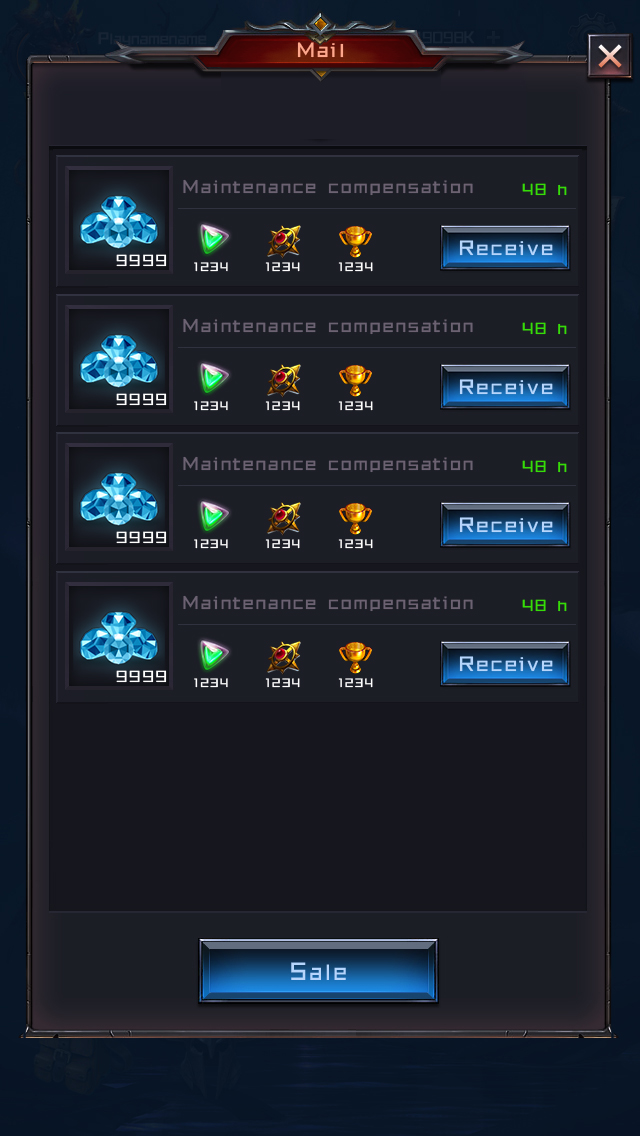 Playnamename
9098K +
Mail
Maintenance compensation
48 h
9999
1234
1234
1234
Receive
Maintenance compensation
48 h
9999
1234
1234
1234
Receive
Maintenance compensation
48 h
9999
1234
1234
1234
Receive
Maintenance compensation
48 h
9999
1234
1234
1234
Receive
Sale